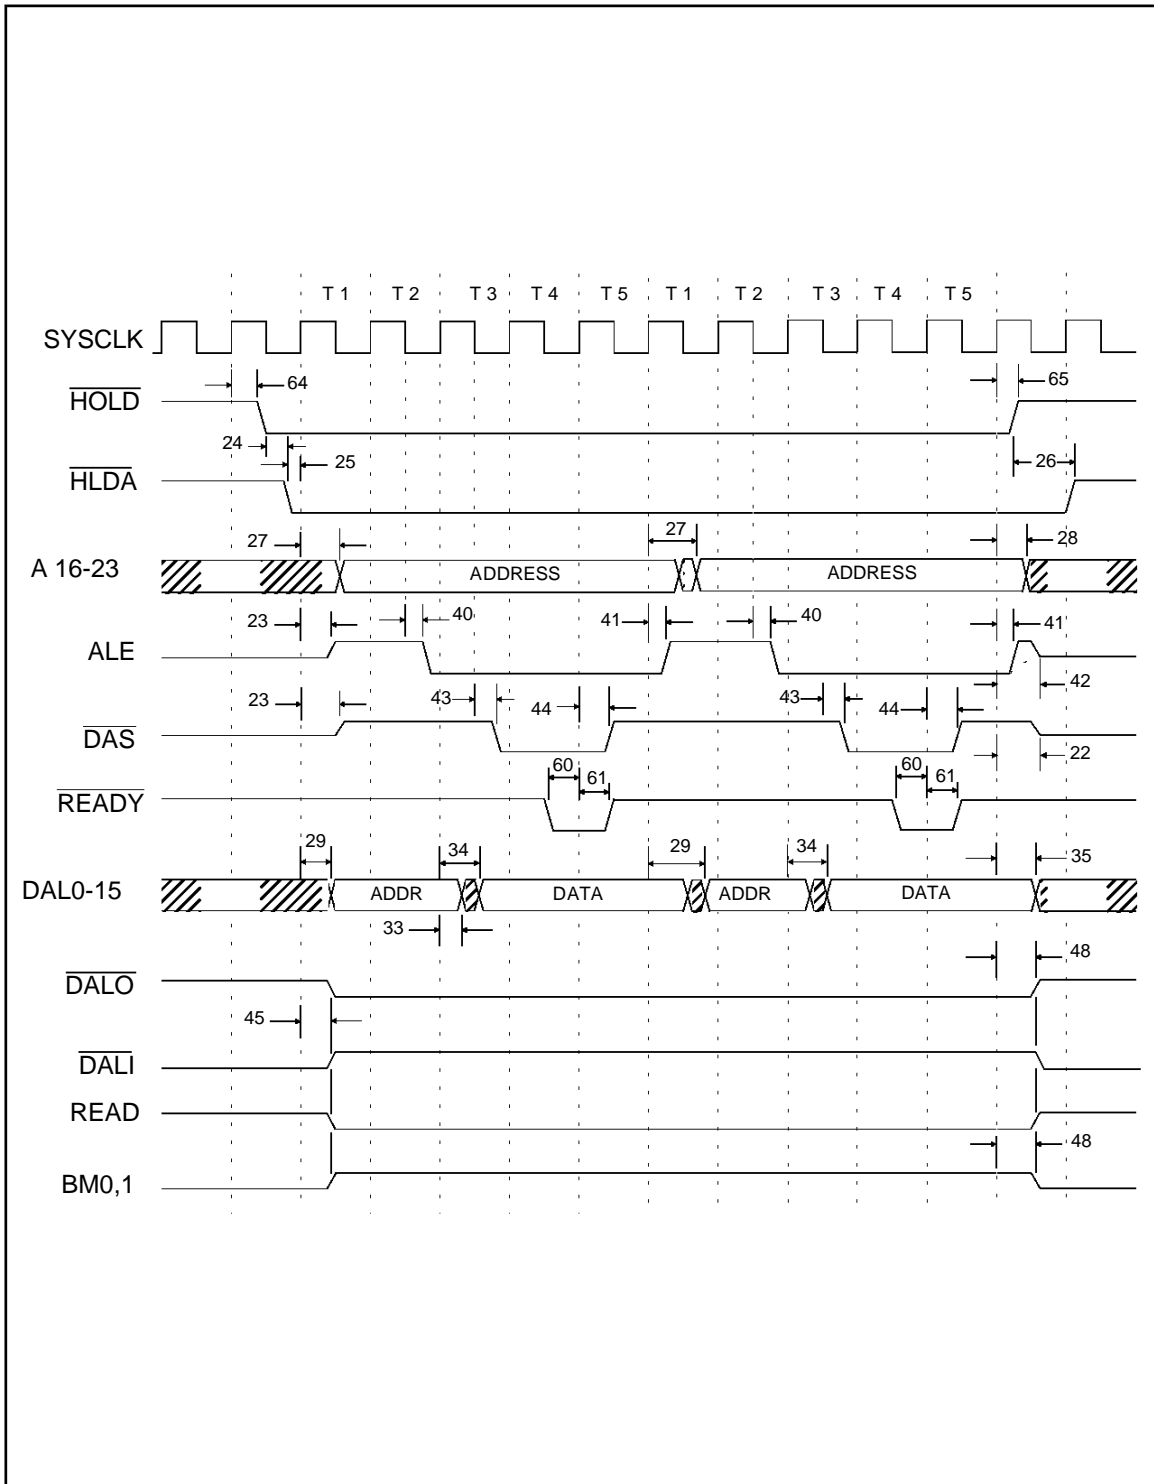 T 1 T 2 T 3 T 4 T 5 T 1 T 2 T 3 T 4 T 5
SYSCLK
64 65
HOLD
24
25 26
HLDA
27 27 28
A 16-23 ADDRESS ADDRESS
23 40 41 40 41
ALE
42
23 43 44 43 44
DAS
22
60 61 60 61
READY
29 34 29 34 35
DAL0-15 ADDR DATA ADDR DATA
33
48
DALO
45
DALI
READ
48
BM0,1